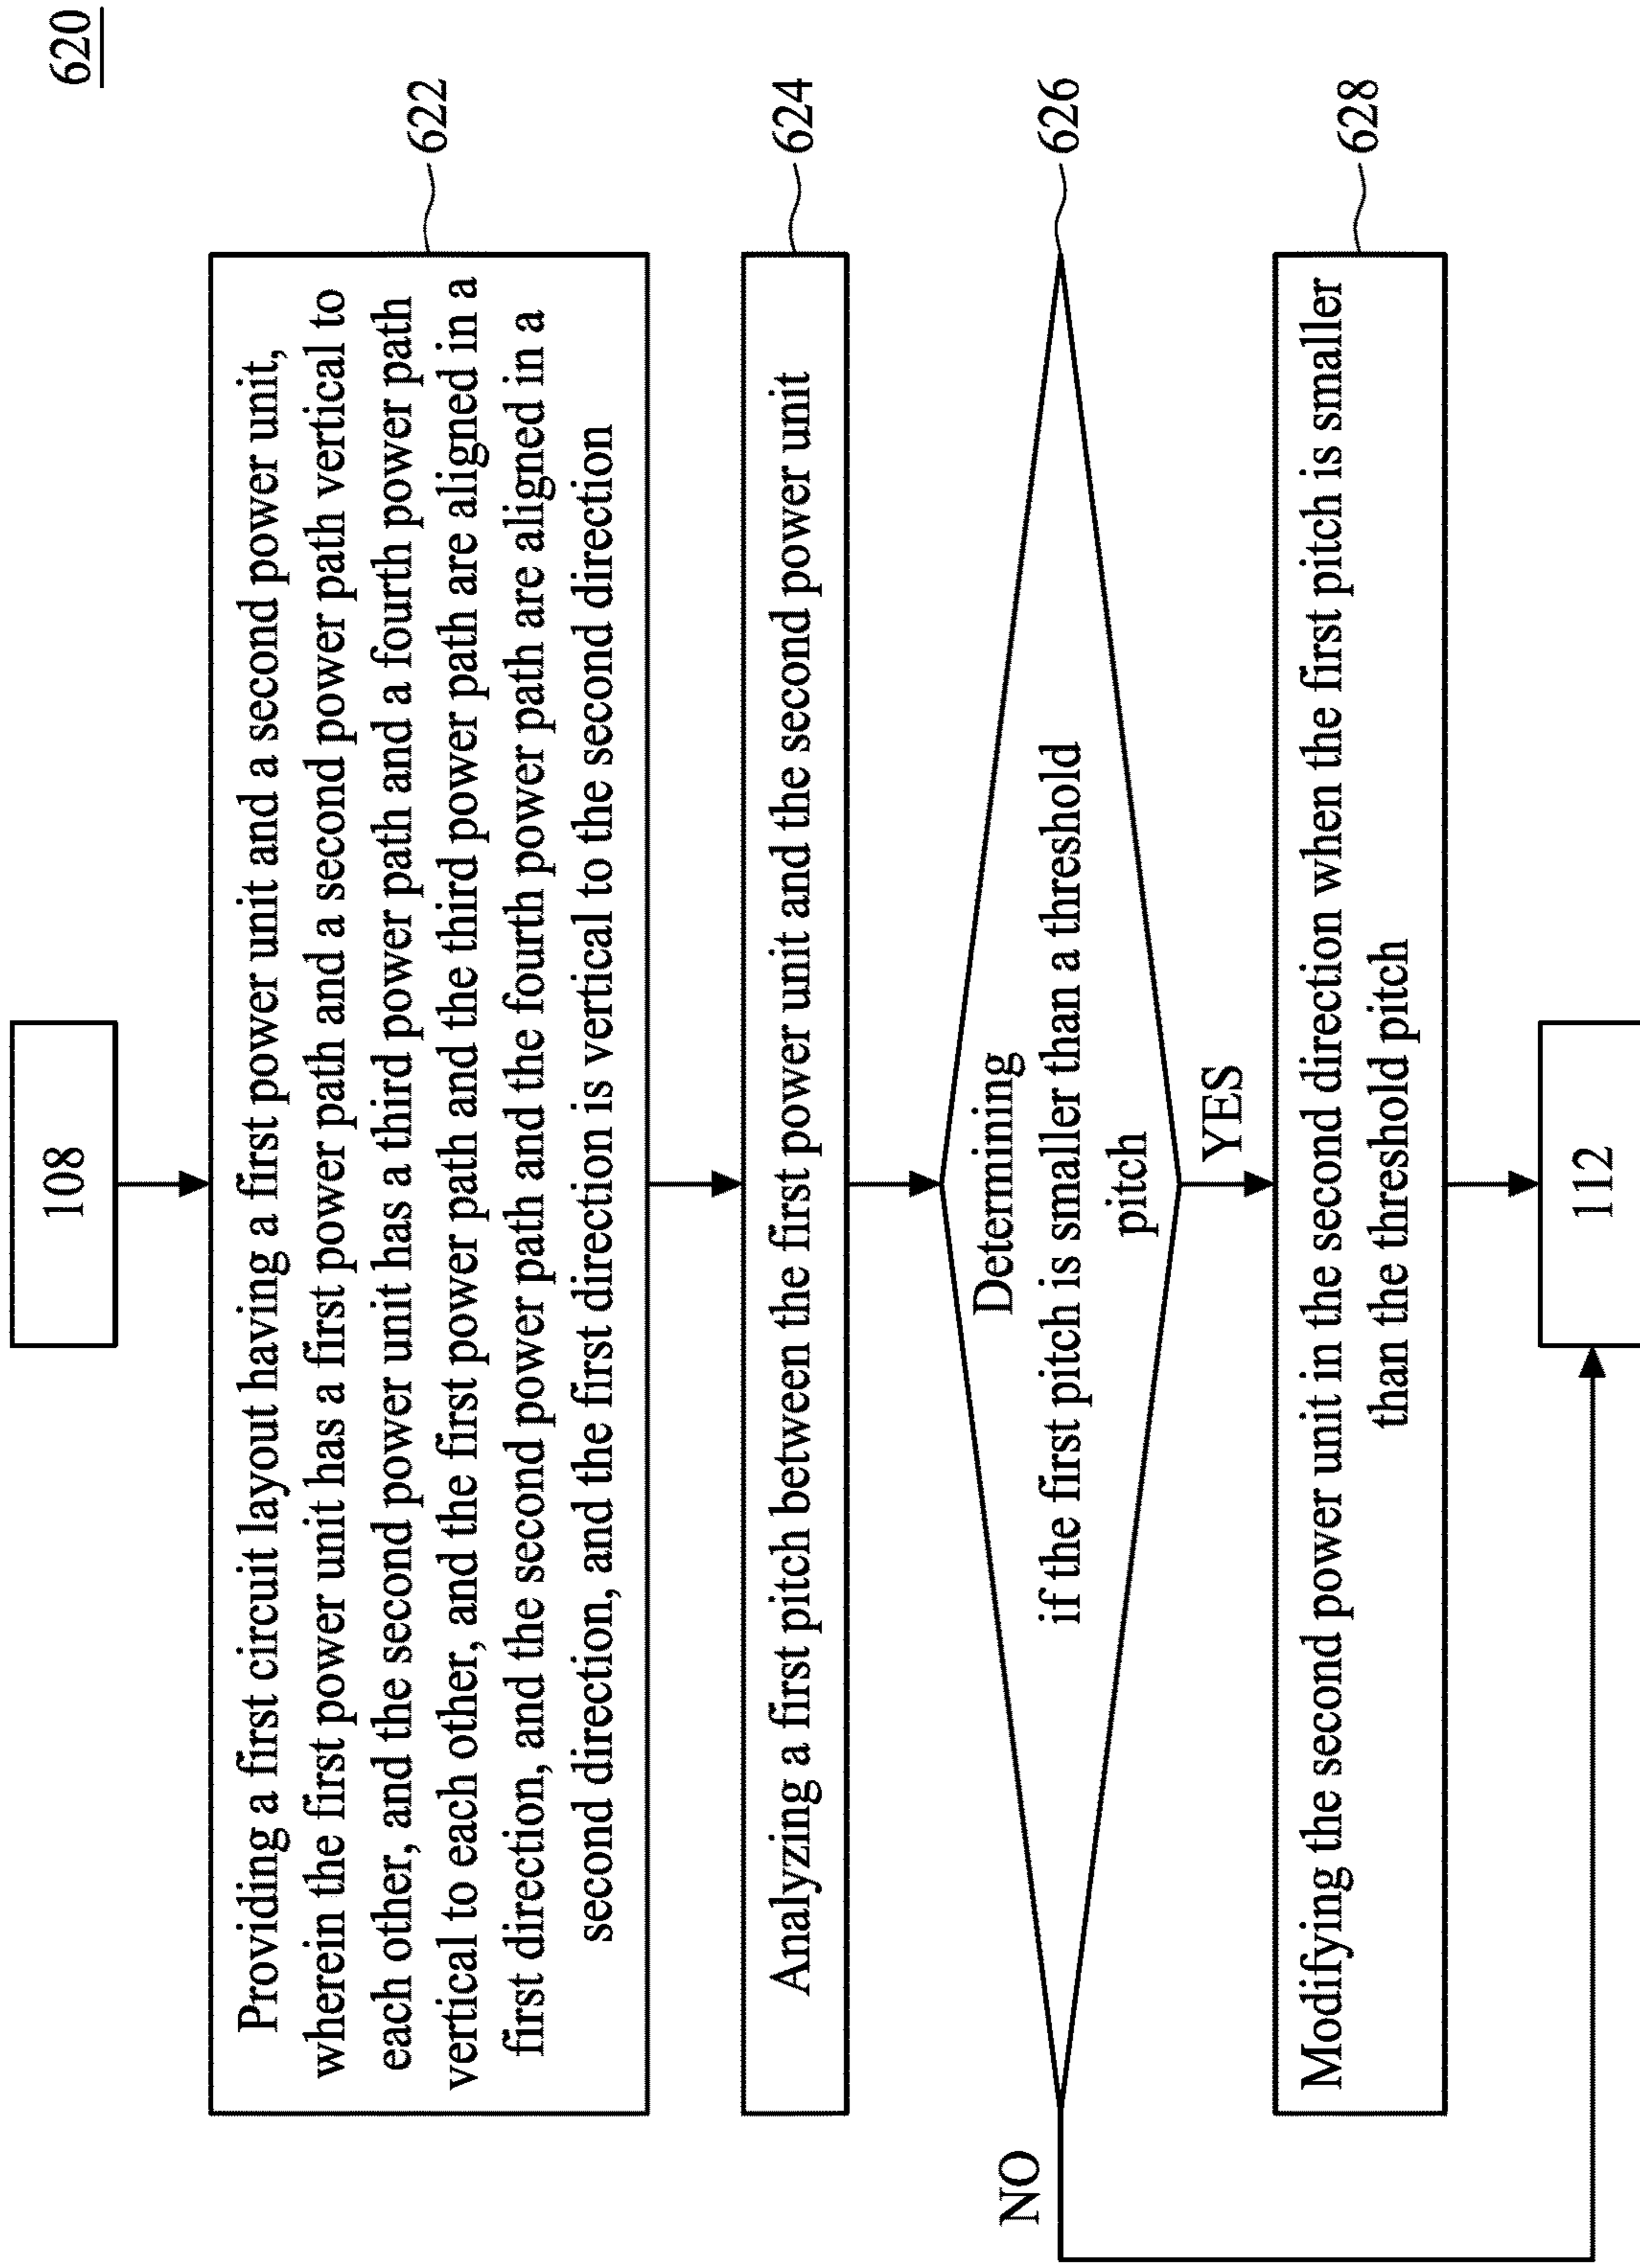 620
108
Providing a first circuit layout having a first power unit and a second power unit,
wherein the first power unit has a first power path and a second power path vertical to
each other, and the second power unit has a third power path and a fourth power path
vertical to each other, and the first power path and the third power path are aligned in a
first direction, and the second power path and the fourth power path are aligned in a
second direction, and the first direction is vertical to the second direction
622
Analyzing a first pitch between the first power unit and the second power unit
624
Determining
if the first pitch is smaller than a threshold
pitch
626
NO
YES
Modifying the second power unit in the second direction when the first pitch is smaller
than the threshold pitch
628
112